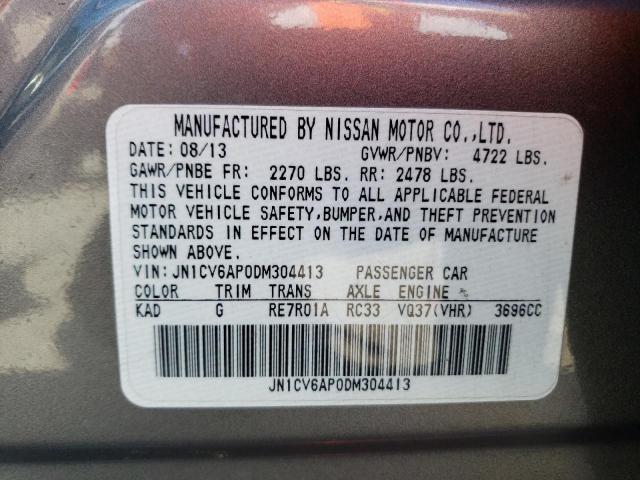 MANUFACTURED BY NISSAN MOTOR CO.,LTD.
DATE: 08/13 GVWR/PNBV: 4722 LBS.
GAWR/PNBE FR: 2270 LBS. RR: 2478 LBS.
THIS VEHICLE CONFORMS TO ALL APPLICABLE FEDERAL
MOTOR VEHICLE SAFETY,BUMPER,AND THEFT PREVENTION
STANDARDS IN EFFECT ON THE DATE OF MANUFACTURE
SHOWN ABOVE.
VIN: JN1CV6AP0DM304413 PASSENGER CAR
COLOR TRIM TRANS AXLE ENGINE
KAD G RE7R01A RC33 VQ37(VHR) 3696CC
JN1CV6AP0DM304413